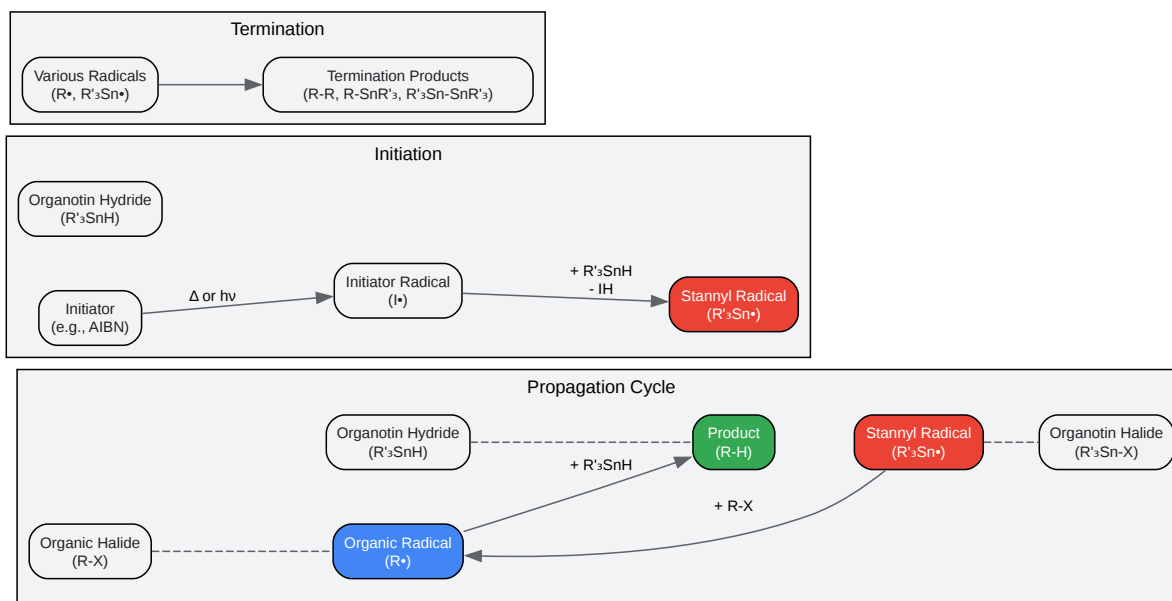 Termination
Various Radicals
(R•, R'₃Sn•)
Termination Products
(R-R, R-SnR'₃, R'₃Sn-SnR'₃)
Initiation
Organotin Hydride
(R'₃SnH)
Initiator
(e.g., AIBN)
Δ or hν
Initiator Radical
(I•)
+ R'₃SnH
- IH
Stannyl Radical
(R'₃Sn•)
Propagation Cycle
Organotin Hydride
(R'₃SnH)
Product
(R-H)
Stannyl Radical
(R'₃Sn•)
Organotin Halide
(R'₃Sn-X)
+ R'₃SnH
+ R-X
Organic Halide
(R-X)
Organic Radical
(R•)